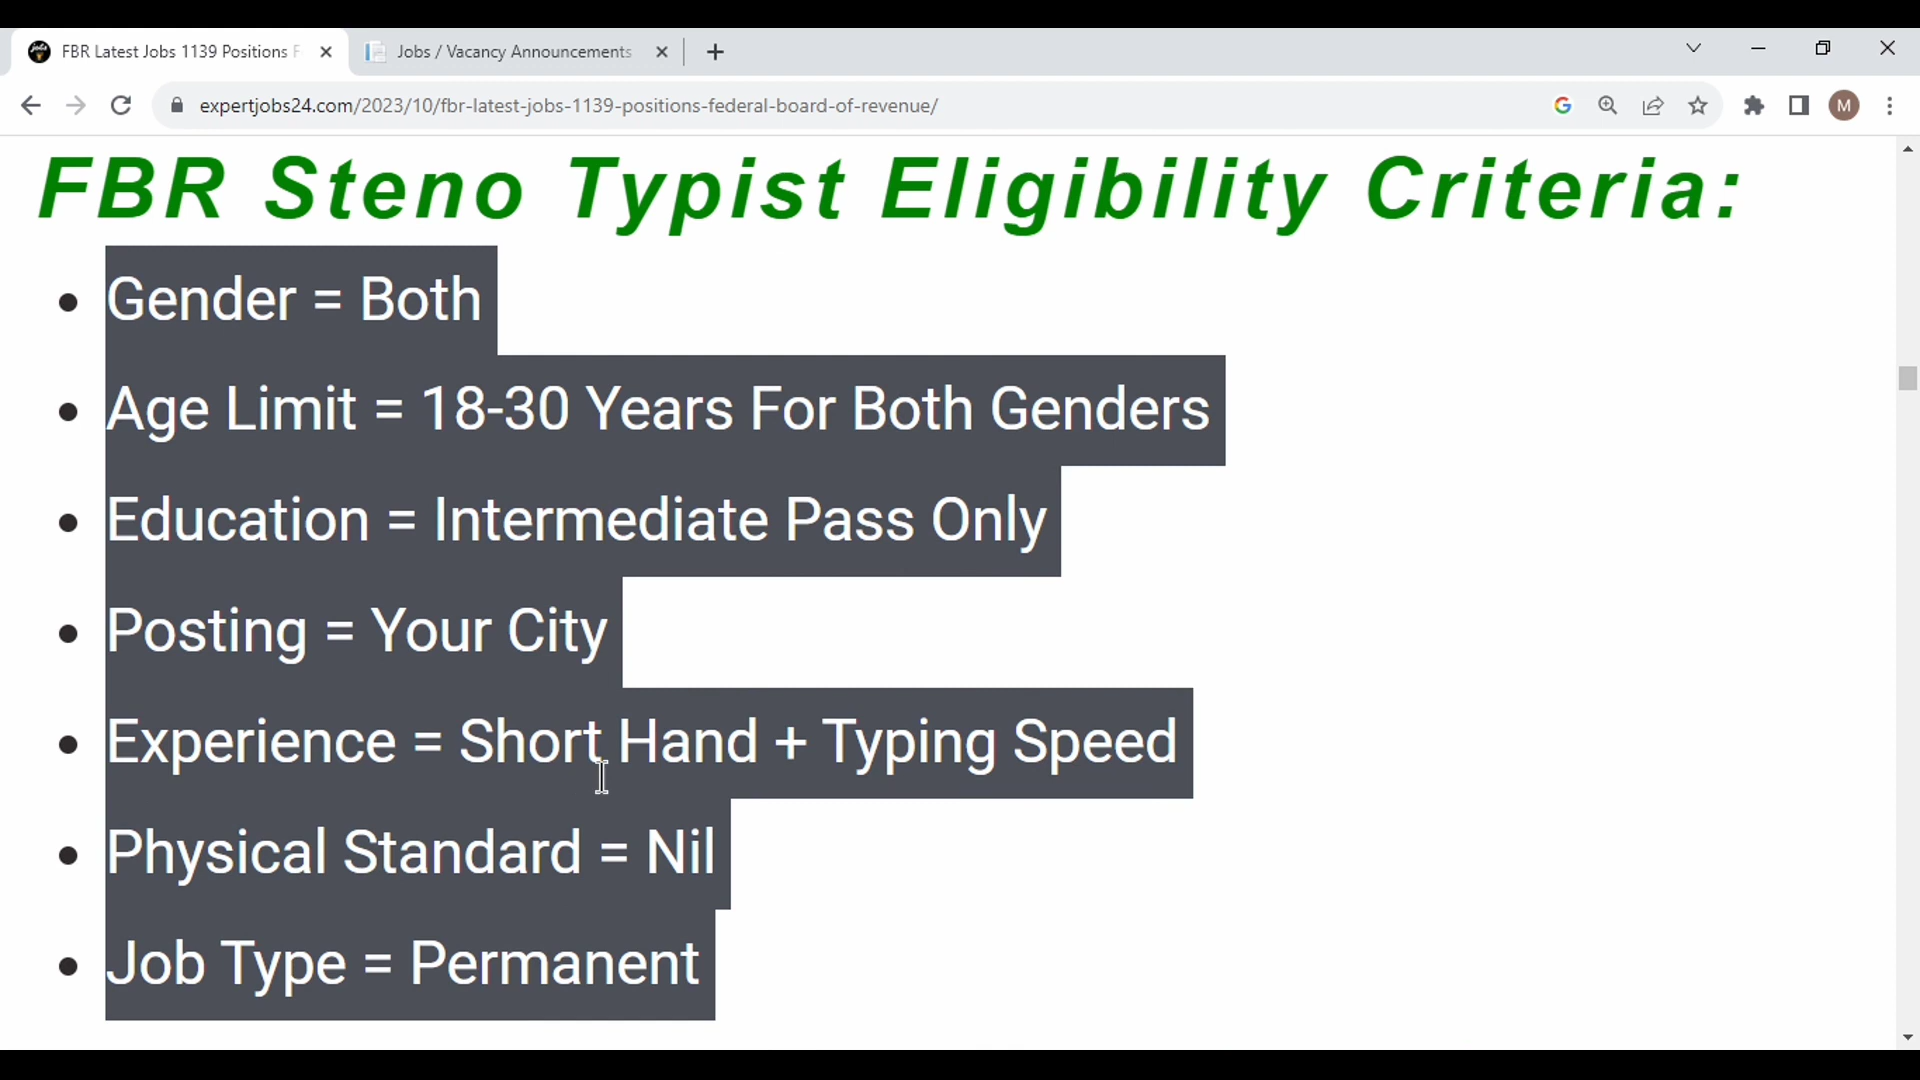 FBR Latest Jobs 1139 Positions
Jobs / Vacancy Announcements
expertjobs24.com/2023/10/fbr-latest-jobs-1139-positions-federal-board-of-revenue/
M
FBR Steno Typist Eligibility Criteria:
Gender = Both
Age Limit = 18-30 Years For Both Genders
Education = Intermediate Pass Only
Posting = Your City
Experience = Short Hand + Typing Speed
Physical Standard = Nil
Job Type = Permanent